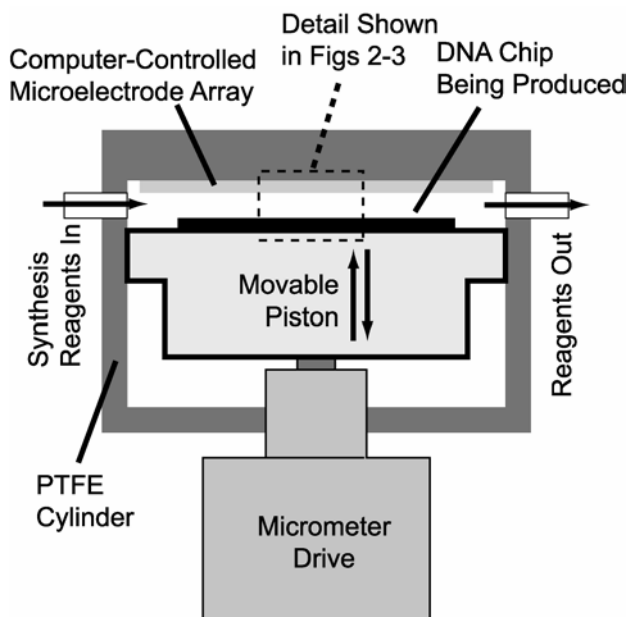 Computer-Controlled
Microelectrode Array
Detail Shown
in Figs 2-3
DNA Chip
Being Produced
Synthesis
Reagents In
Movable
Piston
Reagents Out
PTFE
Cylinder
Micrometer
Drive